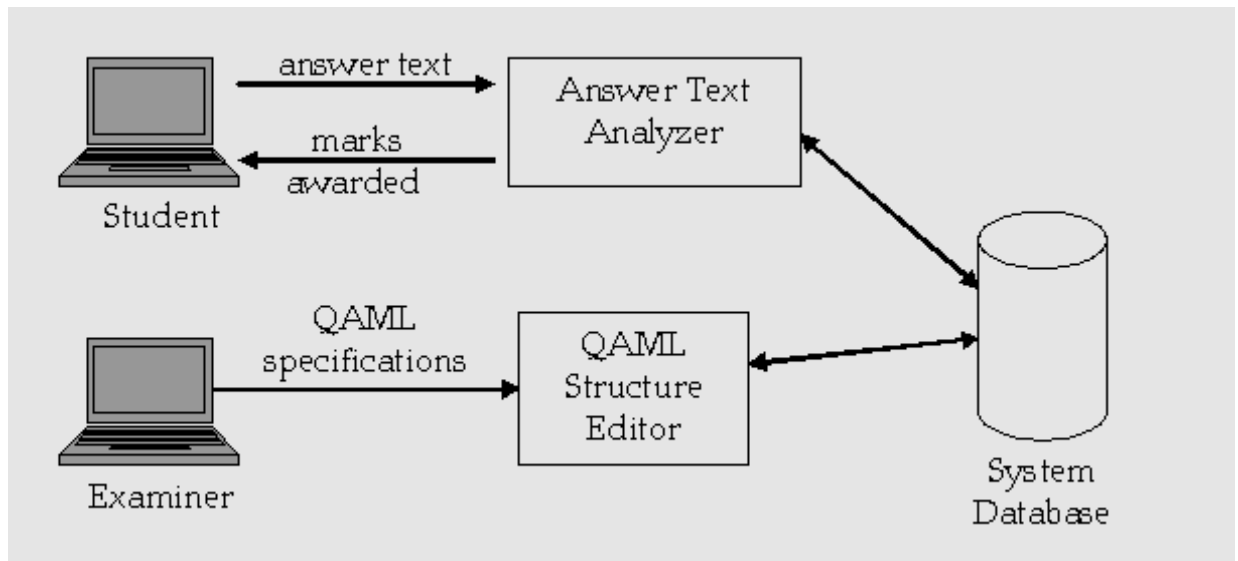 answer text
marks
awarded
Student
Answer Text
Analyzer
QAML
specifications
Examiner
QAML
Structure
Editor
System
Database